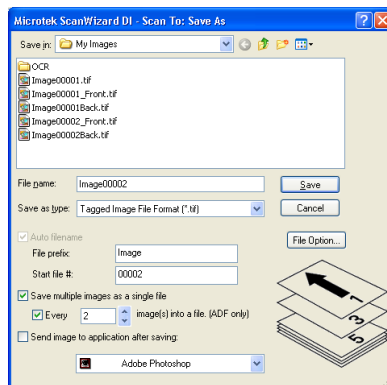 Microtek ScanWizard DI - Scan To: Save As
Save in: My Images
OCR
Image00001.tif
Image00001_Front.tif
Image00001Back.tif
Image00002_Front.tif
Image00002Back.tif
File name: Image00002 Save
Save as type: Tagged Image File Format (*.tif) Cancel
Auto filename File Option...
File prefix: Image
Start file #: 00002
Save multiple images as a single file
Every 2 image(s) into a file. (ADF only)
Send image to application after saving:
Adobe Photoshop
1
3
5